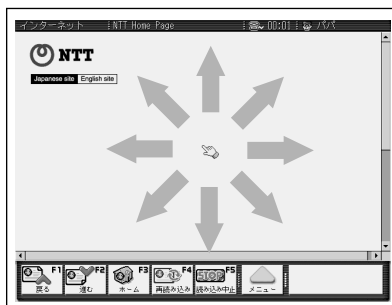 インターネット NTT Home Page 00:01 パパ
NTT
Japanese site English site
F1 F2 F3 F4 STOP F5
戻る 進む ホーム 再読み込み 読み込み中止 メニュー